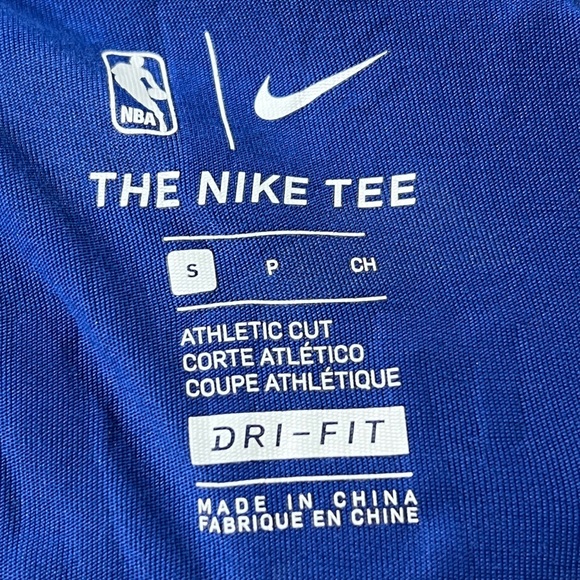 NBA
THE NIKE TEE
S P CH
ATHLETIC CUT
CORTE ATLÉTICO
COUPE ATHLÉTIQUE
DRI-FIT
MADE IN CHINA
FABRIQUE EN CHINE